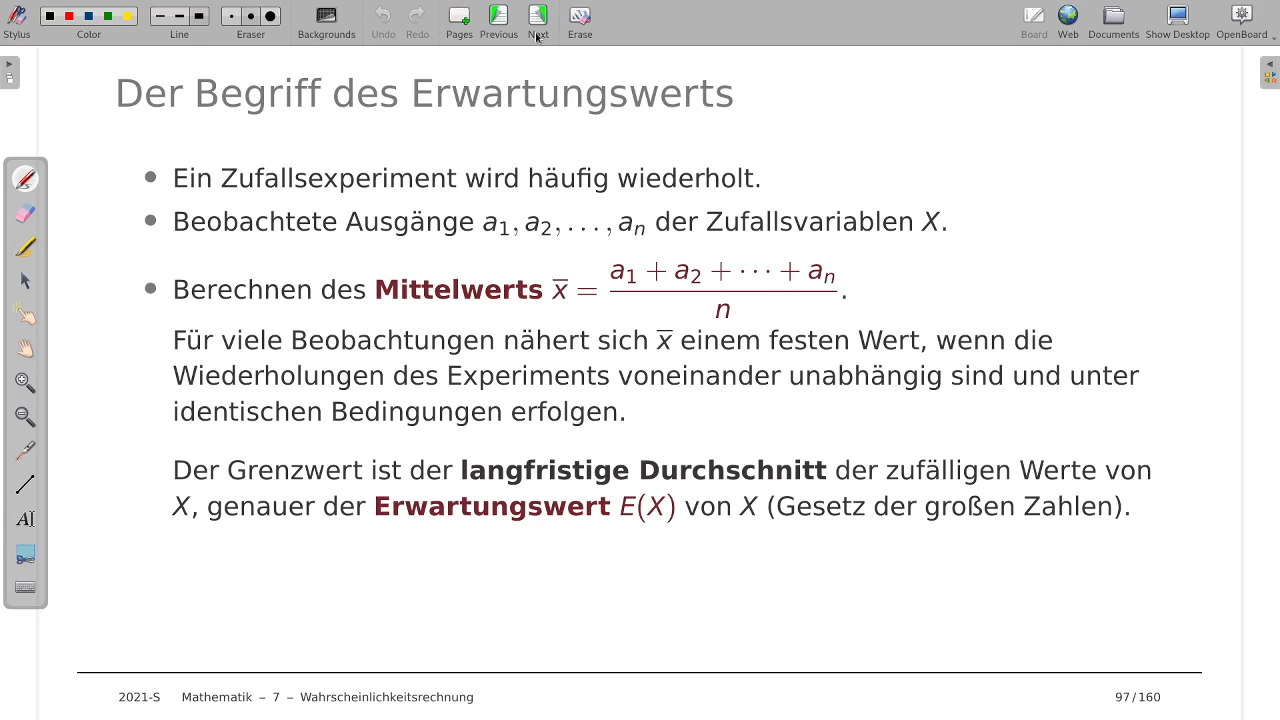 Stylus Color Line Eraser Backgrounds Undo Redo Pages Previous Next Erase Board Web Documents Show Desktop OpenBoard
Der Begriff des Erwartungswerts
• Ein Zufallsexperiment wird häufig wiederholt.
• Beobachtete Ausgänge a₁, a₂, . . . , aₙ der Zufallsvariablen X.
• Berechnen des Mittelwerts x̅ = (a₁ + a₂ + · · · + aₙ) / n.
Für viele Beobachtungen nähert sich x̅ einem festen Wert, wenn die
Wiederholungen des Experiments voneinander unabhängig sind und unter
identischen Bedingungen erfolgen.
Der Grenzwert ist der langfristige Durchschnitt der zufälligen Werte von
X, genauer der Erwartungswert E(X) von X (Gesetz der großen Zahlen).
2021-S Mathematik – 7 – Wahrscheinlichkeitsrechnung 97/160